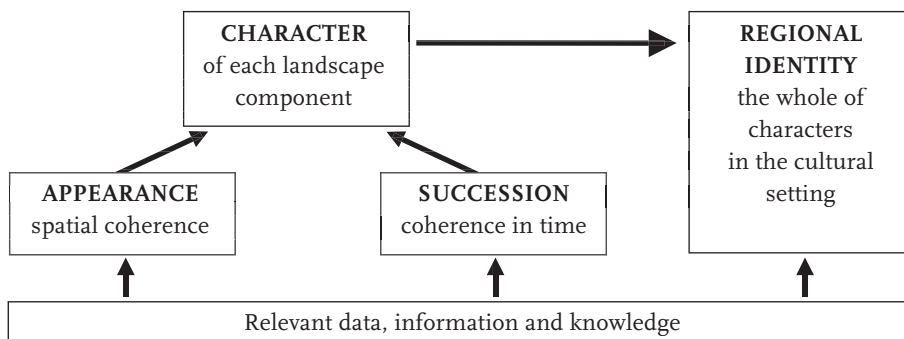 CHARACTER
of each landscape
component
REGIONAL
IDENTITY
the whole of
characters
in the cultural
setting
APPEARANCE
spatial coherence
SUCCESSION
coherence in time
Relevant data, information and knowledge